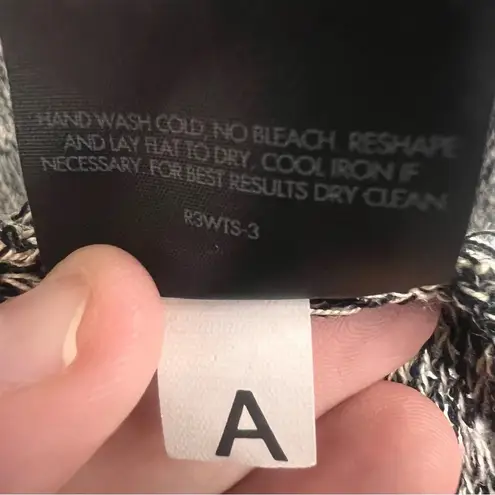 HAND WASH COLD, NO BLEACH. RESHAPE
AND LAY FLAT TO DRY, COOL IRON IF
NECESSARY. FOR BEST RESULTS DRY CLEAN.
R3WTS-3
A